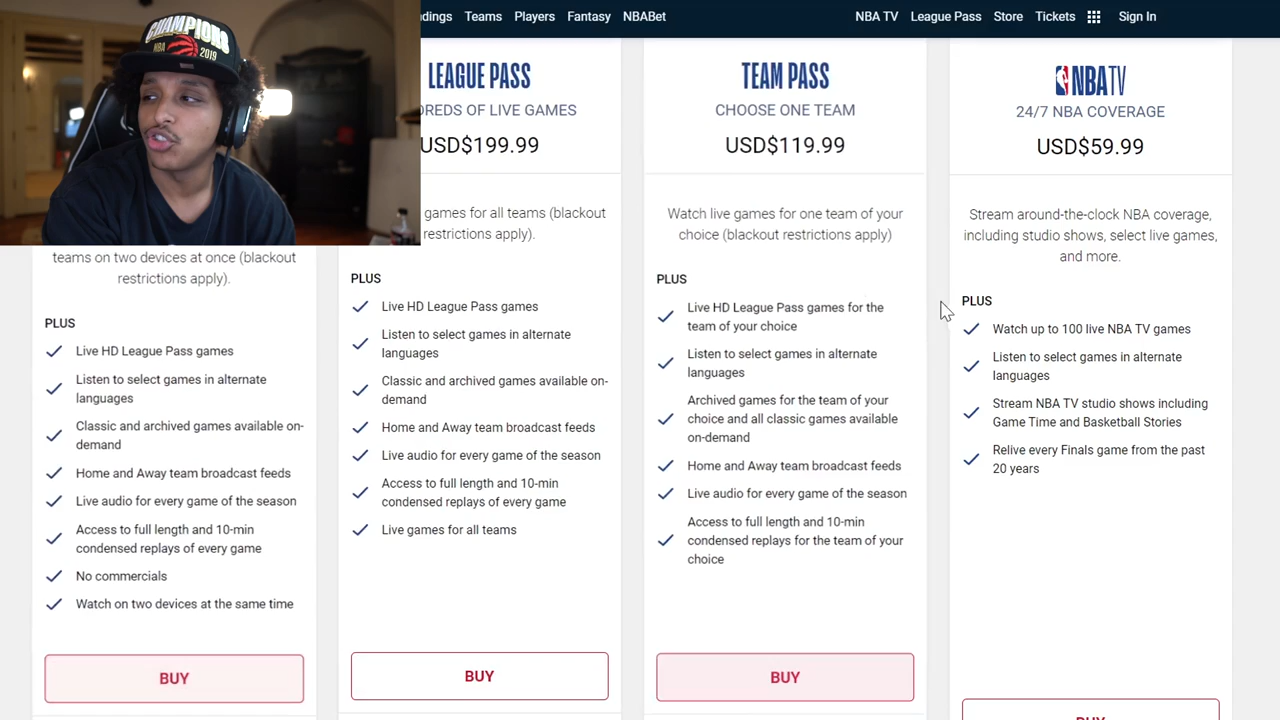 Teams Players Fantasy NBABet NBA TV League Pass Store Tickets Sign In
CHAMPIONS
NBA 2019
LEAGUE PASS
USD$199.99
games for all teams (blackout
restrictions apply).
PLUS
Live HD League Pass games
Listen to select games in alternate
languages
Classic and archived games available on-
demand
Home and Away team broadcast feeds
Live audio for every game of the season
Access to full length and 10-min
condensed replays of every game
Live games for all teams
BUY
teams on two devices at once (blackout
restrictions apply).
PLUS
Live HD League Pass games
Listen to select games in alternate
languages
Classic and archived games available on-
demand
Home and Away team broadcast feeds
Live audio for every game of the season
Access to full length and 10-min
condensed replays of every game
No commercials
Watch on two devices at the same time
BUY
TEAM PASS
CHOOSE ONE TEAM
USD$119.99
Watch live games for one team of your
choice (blackout restrictions apply)
PLUS
Live HD League Pass games for the
team of your choice
Listen to select games in alternate
languages
Archived games for the team of your
choice and all classic games available
on-demand
Home and Away team broadcast feeds
Live audio for every game of the season
Access to full length and 10-min
condensed replays for the team of your
choice
BUY
NBATV
24/7 NBA COVERAGE
USD$59.99
Stream around-the-clock NBA coverage,
including studio shows, select live games,
and more.
PLUS
Watch up to 100 live NBA TV games
Listen to select games in alternate
languages
Stream NBA TV studio shows including
Game Time and Basketball Stories
Relive every Finals game from the past
20 years
BUY